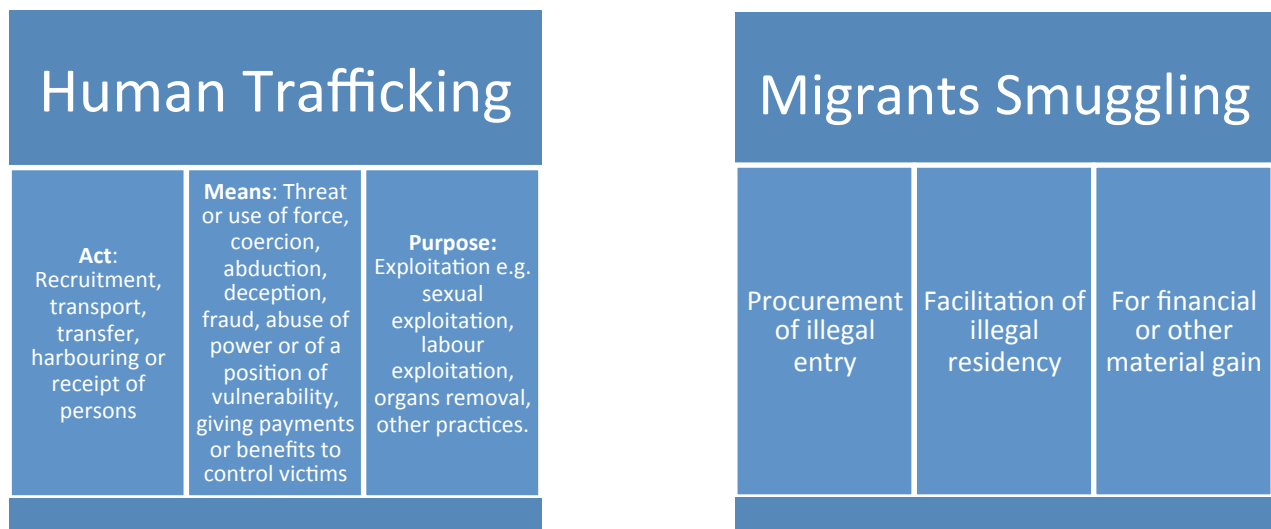 Human Trafficking
Act:
Recruitment,
transport,
transfer,
harbouring or
receipt of
persons
Means: Threat
or use of force,
coercion,
abduction,
deception,
fraud, abuse of
power or of a
position of
vulnerability,
giving payments
or benefits to
control victims
Purpose:
Exploitation e.g.
sexual
exploitation,
labour
exploitation,
organs removal,
other practices.
Migrants Smuggling
Procurement
of illegal
entry
Facilitation of
illegal
residency
For financial
or other
material gain